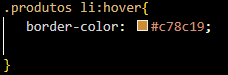 .produtos li:hover{
border-color: #c78c19;
}